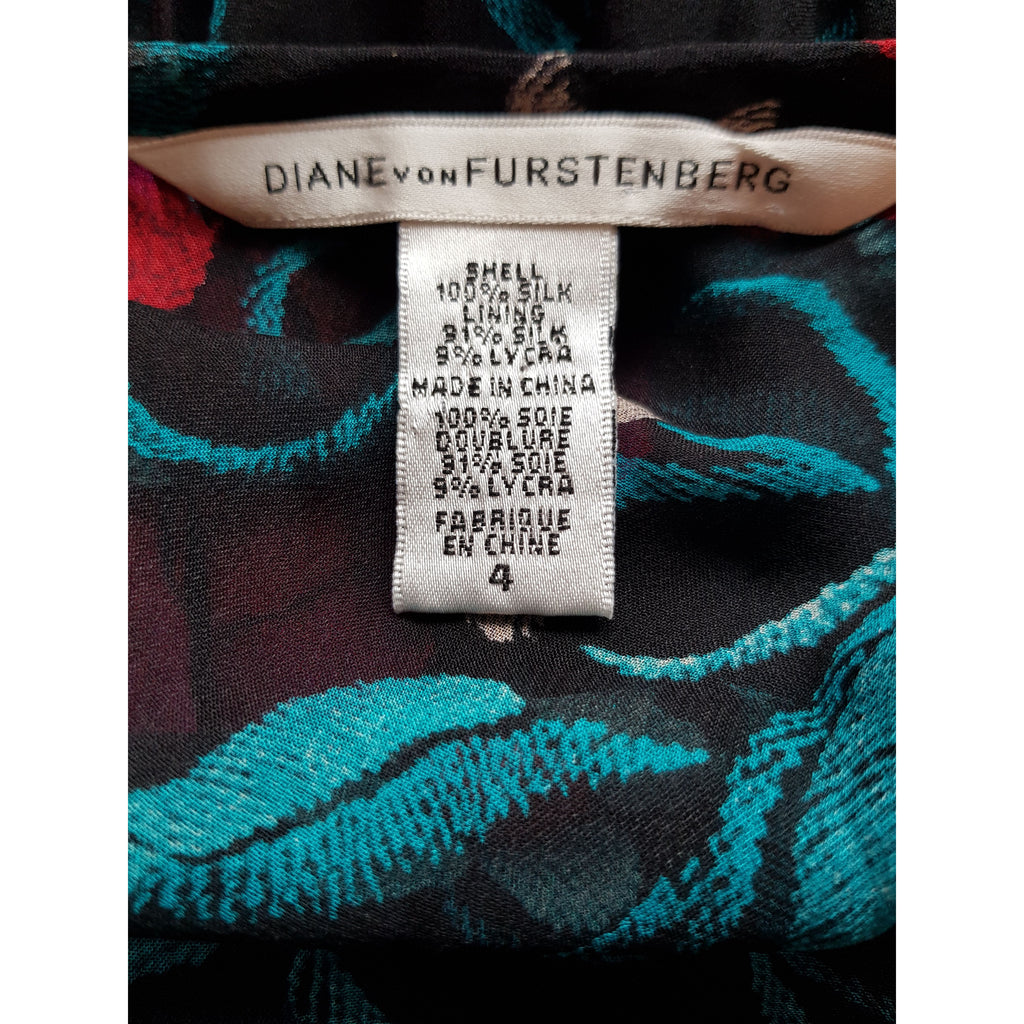 DIANE VON FURSTENBERG
SHELL
100% SILK
LINING
91% SILK
9% LYCRA
MADE IN CHINA
100% SOIE
DOUBLURE
91% SOIE
9% LYCRA
FABRIQUE
EN CHINE
4